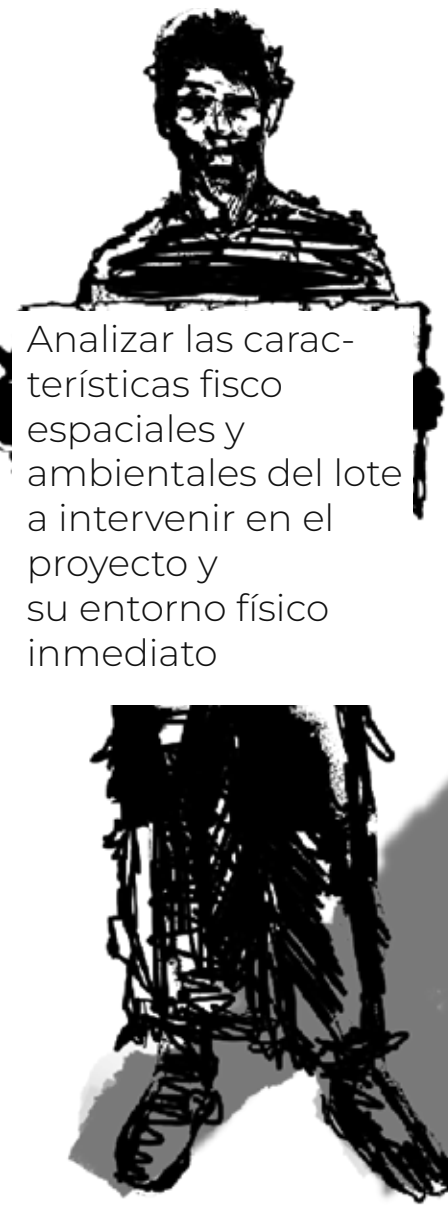 Analizar las carac-
terísticas fisco
espaciales y
ambientales del lote
a intervenir en el
proyecto y
su entorno físico
inmediato